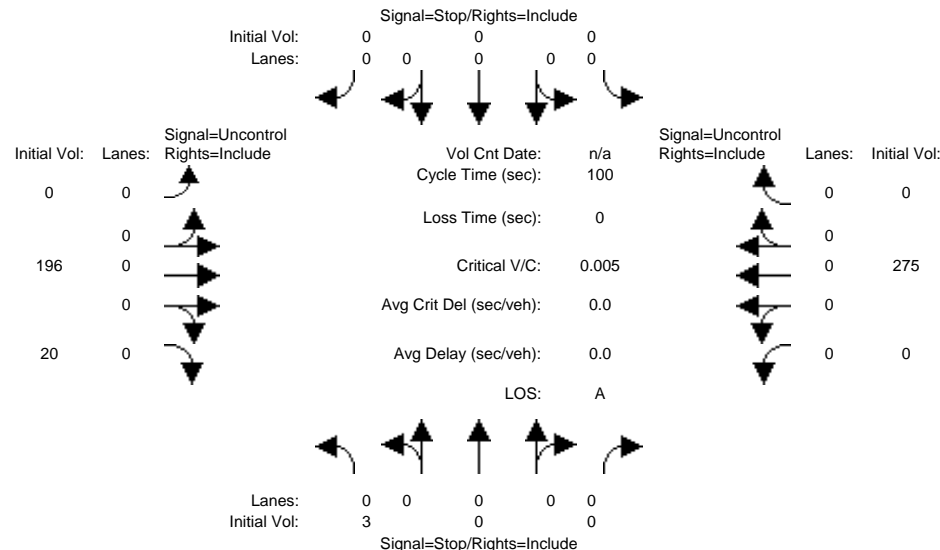 Signal=Stop/Rights=Include
Initial Vol: 0 0 0
Lanes: 0 0 0 0 0
Signal=Uncontrol Signal=Uncontrol
Initial Vol: Lanes: Rights=Include Vol Cnt Date: n/a Rights=Include Lanes: Initial Vol:
Cycle Time (sec): 100
0 0 0 0
Loss Time (sec): 0
0 0
196 0 Critical V/C: 0.005 0 275
0 Avg Crit Del (sec/veh): 0.0 0
20 0 Avg Delay (sec/veh): 0.0 0 0
LOS: A
Lanes: 0 0 0 0 0
Initial Vol: 3 0 0
Signal=Stop/Rights=Include